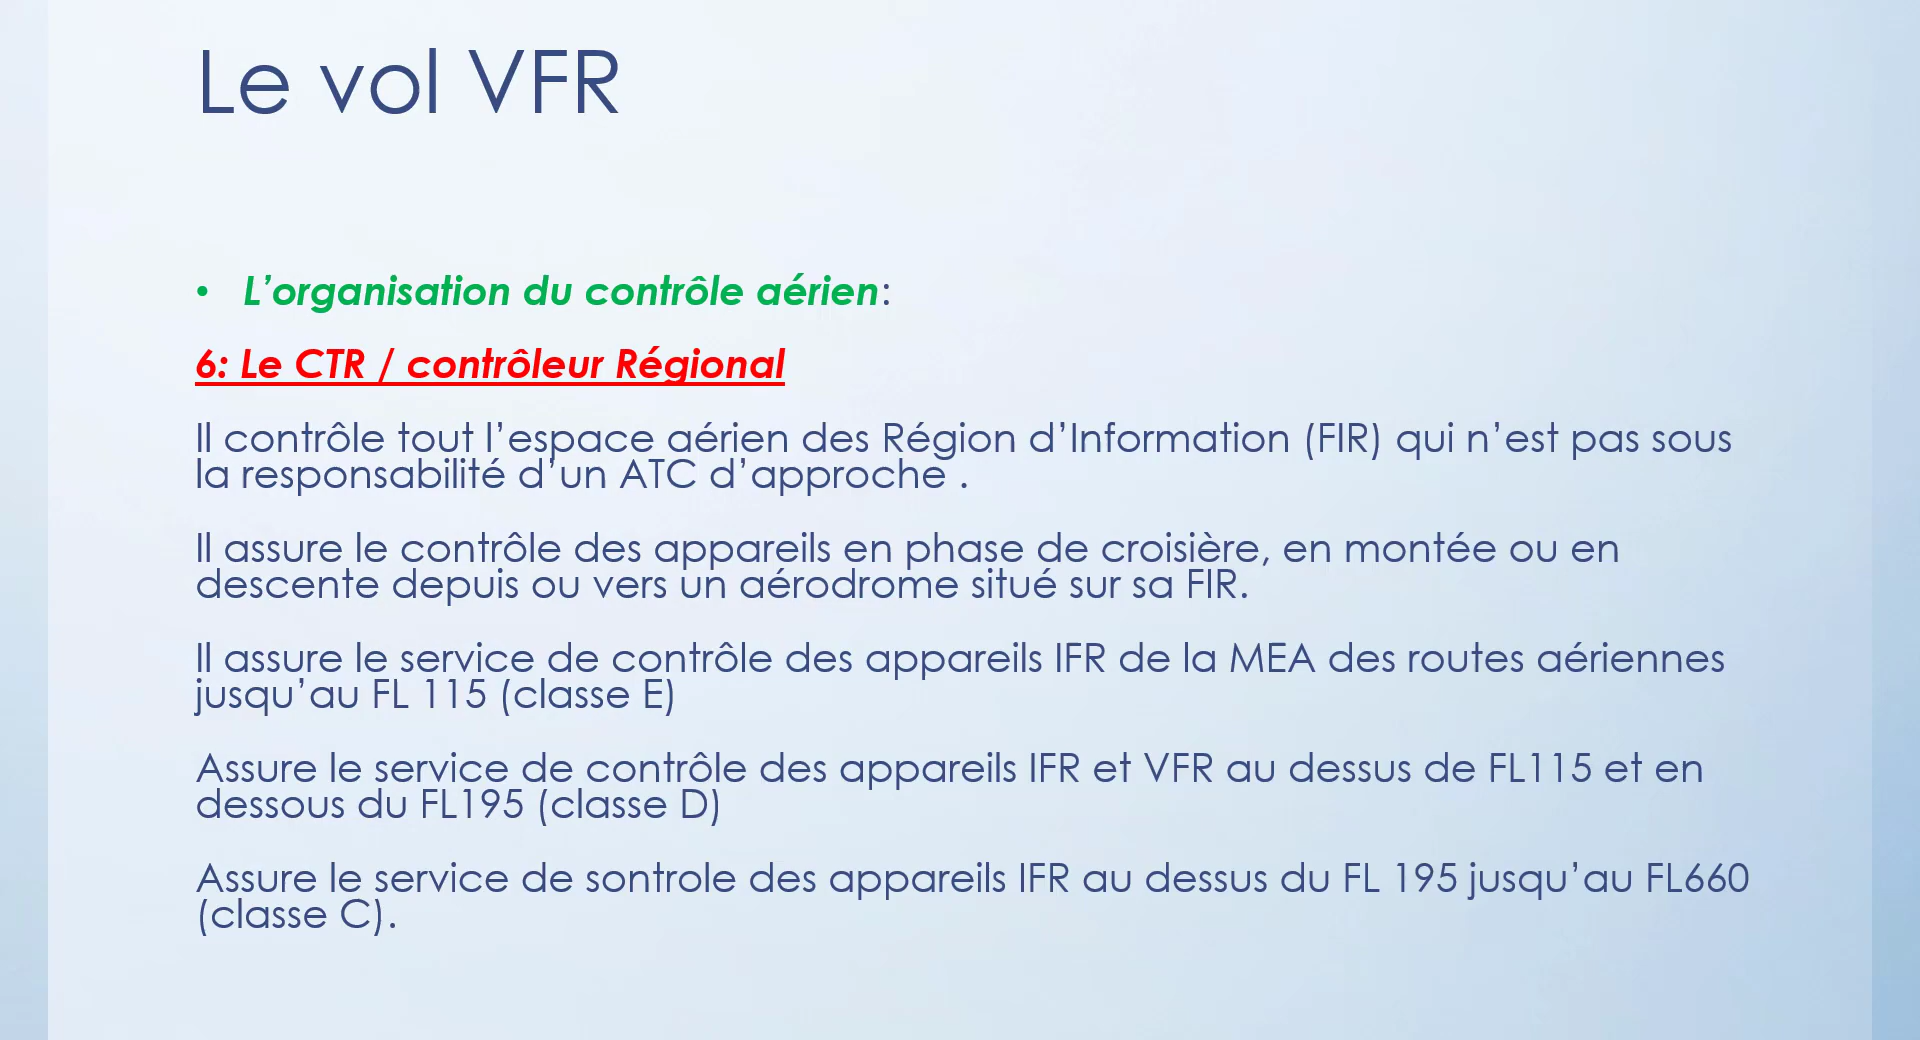 Le vol VFR
• L’organisation du contrôle aérien:
6: Le CTR / contrôleur Régional
Il contrôle tout l’espace aérien des Région d’Information (FIR) qui n’est pas sous
la responsabilité d’un ATC d’approche .
Il assure le contrôle des appareils en phase de croisière, en montée ou en
descente depuis ou vers un aérodrome situé sur sa FIR.
Il assure le service de contrôle des appareils IFR de la MEA des routes aériennes
jusqu’au FL 115 (classe E)
Assure le service de contrôle des appareils IFR et VFR au dessus de FL115 et en
dessous du FL195 (classe D)
Assure le service de sontrole des appareils IFR au dessus du FL 195 jusqu’au FL660
(classe C).